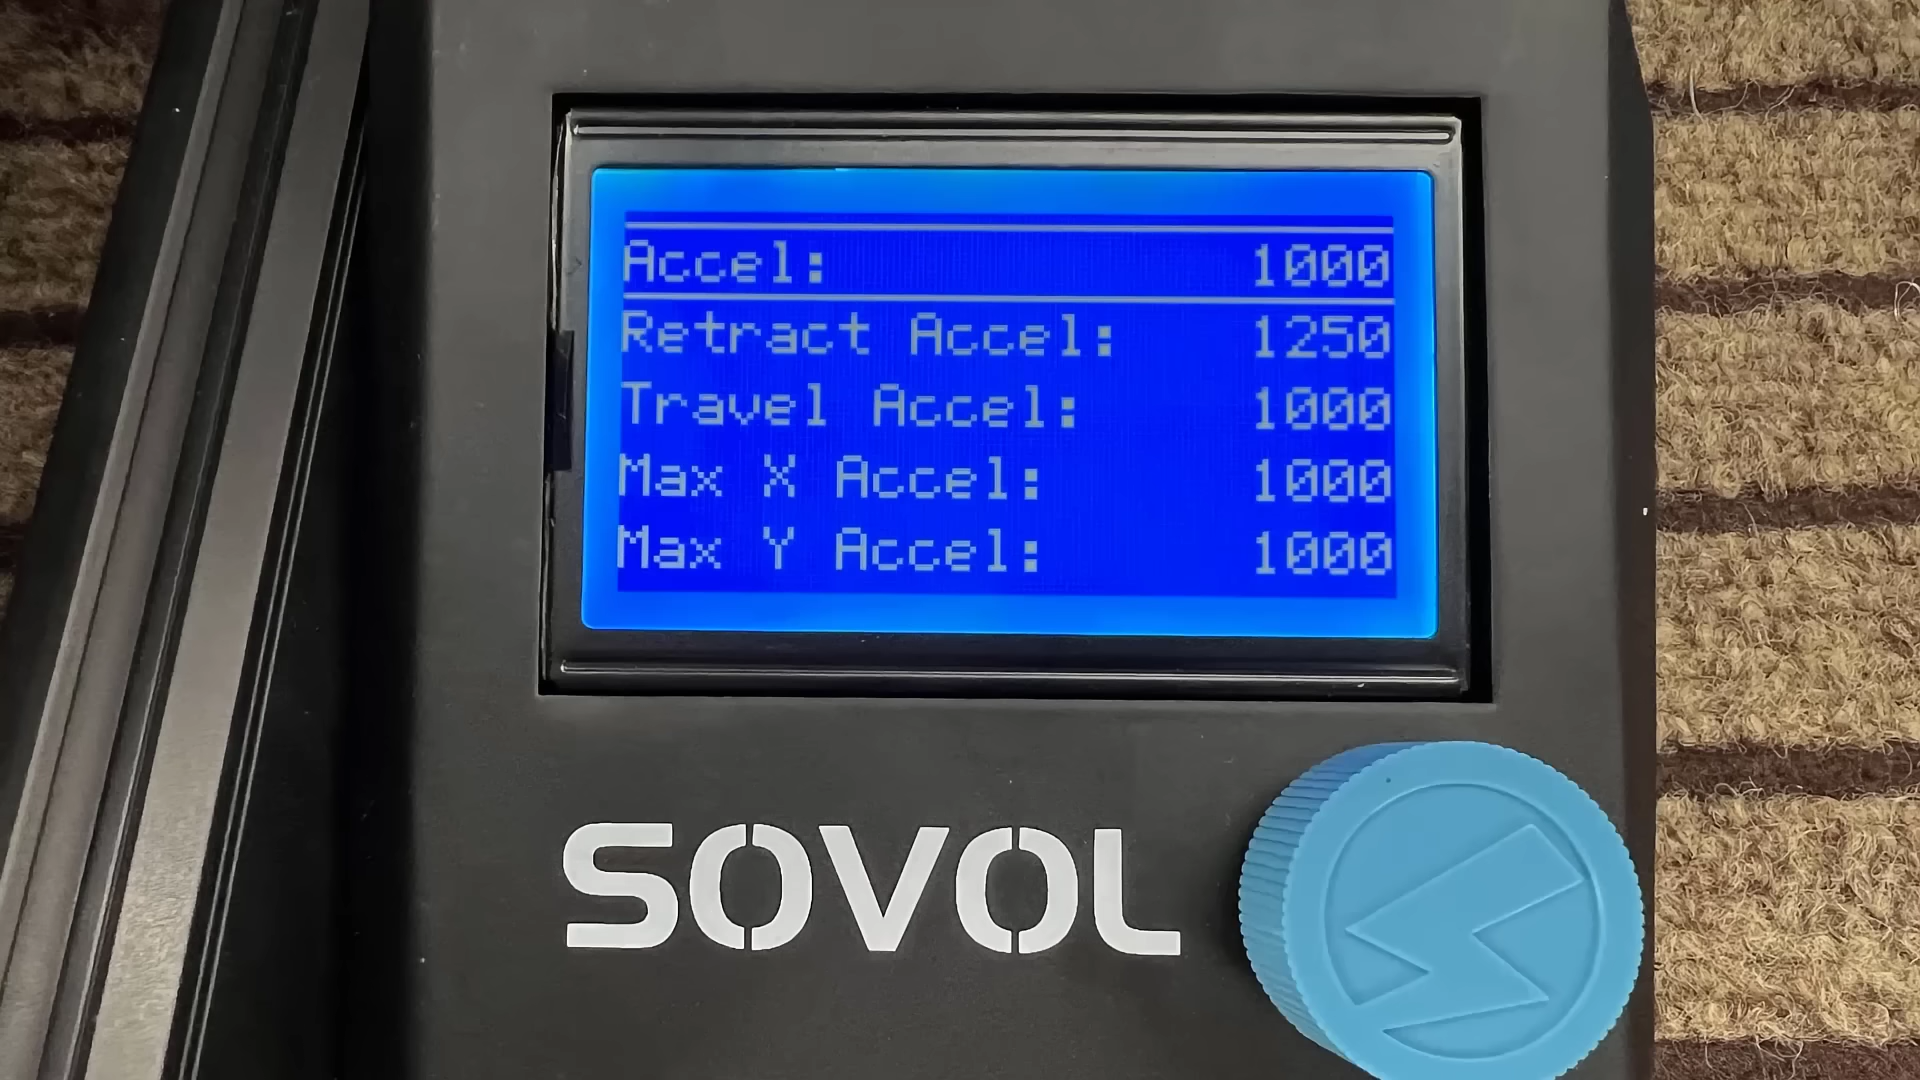 Accel: 1000
Retract Accel: 1250
Travel Accel: 1000
Max X Accel: 1000
Max Y Accel: 1000
SOVOL